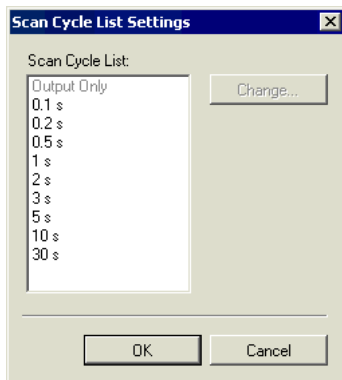 Scan Cycle List Settings
Scan Cycle List:
Output Only
Change...
0.1 s
0.2 s
0.5 s
1 s
2 s
3 s
5 s
10 s
30 s
OK
Cancel